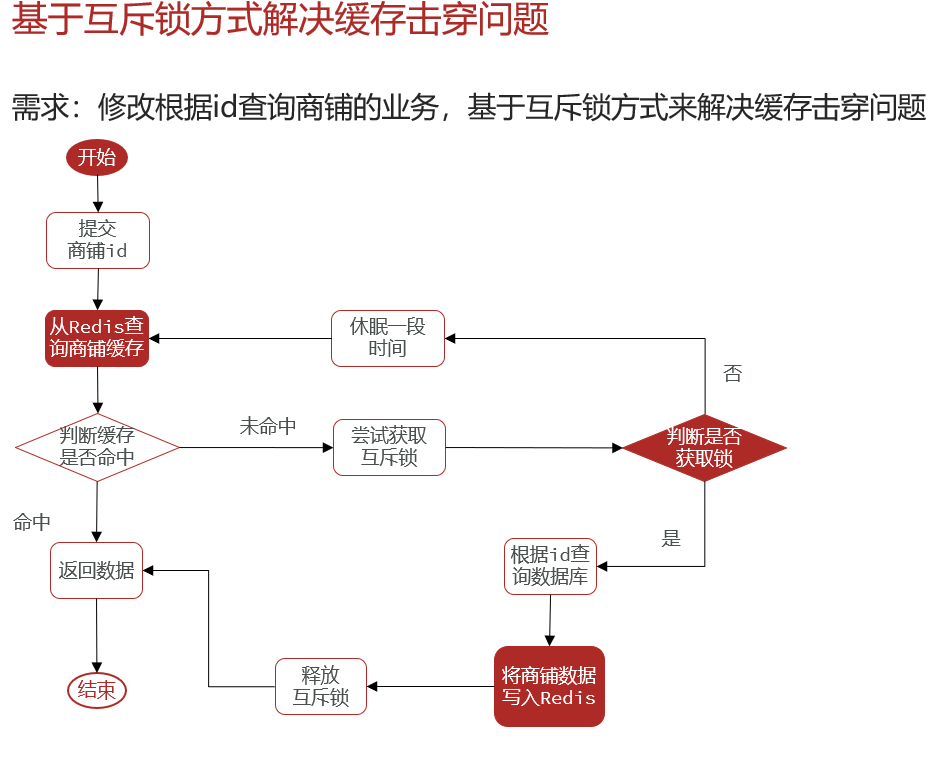 基于互斥锁方式解决缓存击穿问题
需求：修改根据id查询商铺的业务，基于互斥锁方式来解决缓存击穿问题
开始
提交
商铺id
从Redis查
询商铺缓存
休眠一段
时间
否
判断缓存
是否命中
未命中
尝试获取
互斥锁
判断是否
获取锁
命中
是
返回数据
根据id查
询数据库
释放
互斥锁
将商铺数据
写入Redis
结束